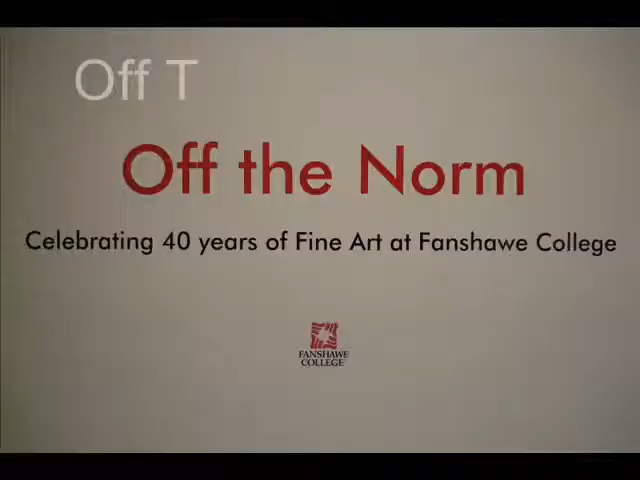 Off T
Off the Norm
Celebrating 40 years of Fine Art at Fanshawe College
FANSHAWE
COLLEGE